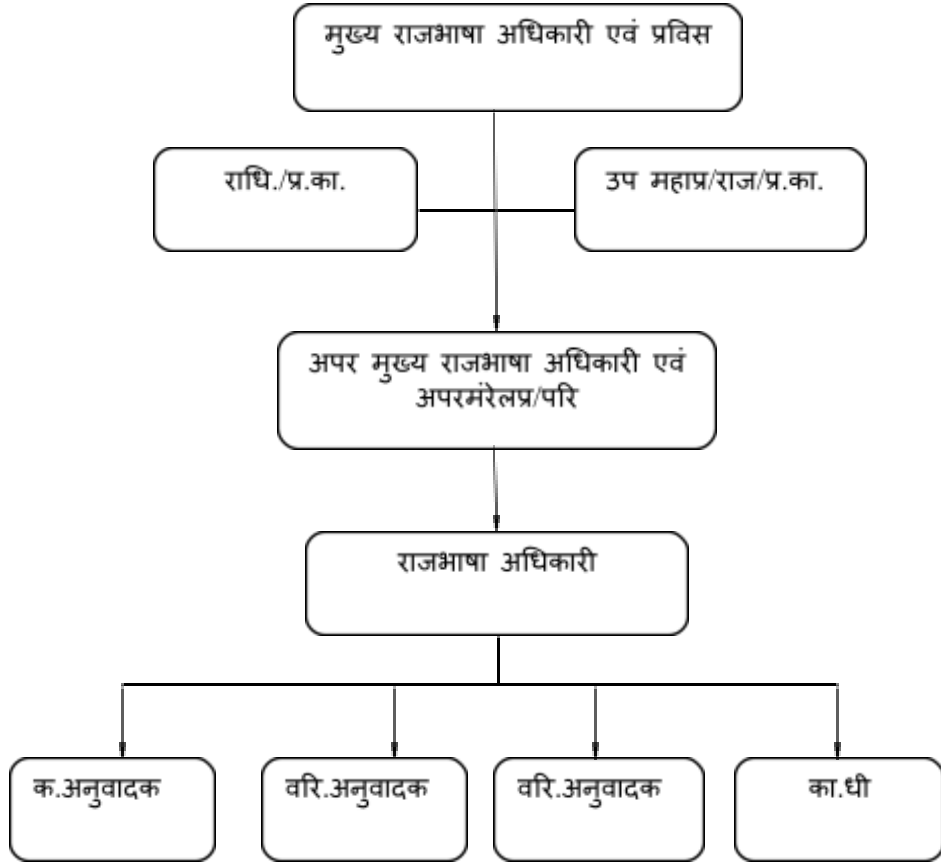 मुख्य राजभाषा अधिकारी एवं प्रविस
राधि./प्र.का.
उप महाप्र/राज/प्र.का.
अपर मुख्य राजभाषा अधिकारी एवं
अपरमंरेलप्र/परि
राजभाषा अधिकारी
क.अनुवादक
वरि.अनुवादक
वरि.अनुवादक
का.धी